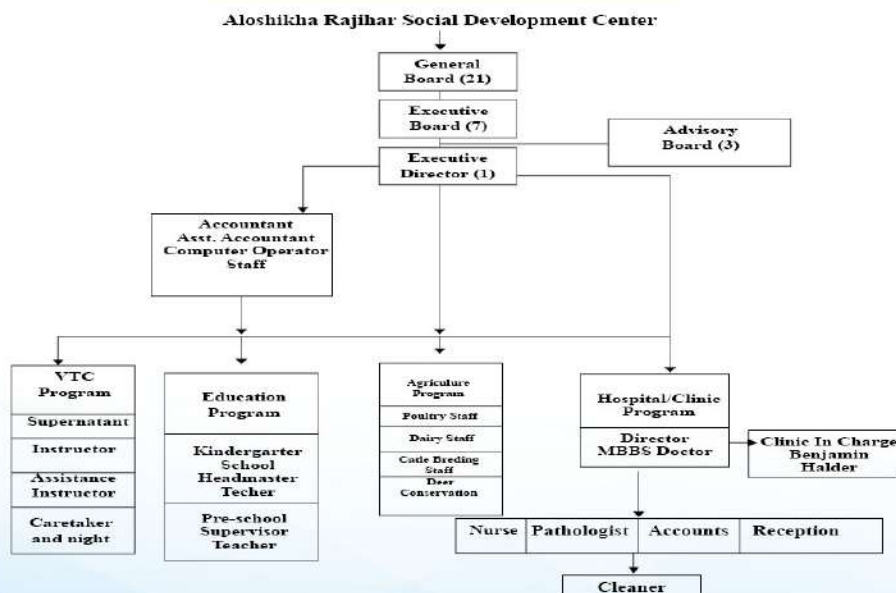 Aloshikha Rajihar Social Development Center
General
Board (21)
Executive
Board (7)
Advisory
Board (3)
Executive
Director (1)
Accountant
Asst. Accountant
Computer Operator
Staff
VTC
Program
Supernatant
Instructor
Assistance
Instructor
Caretaker
and night
Education
Program
Kindergarter
School
Headmaster
Techer
Pre-school
Supervisor
Teacher
Agriculture
Program
Poultry Staff
Dairy Staff
Catle Breding
Staff
Deer
Conservation
Hospital/Clinic
Program
Director
MBBS Doctor
Clinic In Charge
Benjamin
Halder
Nurse Pathologist Accounts Reception
Cleaner